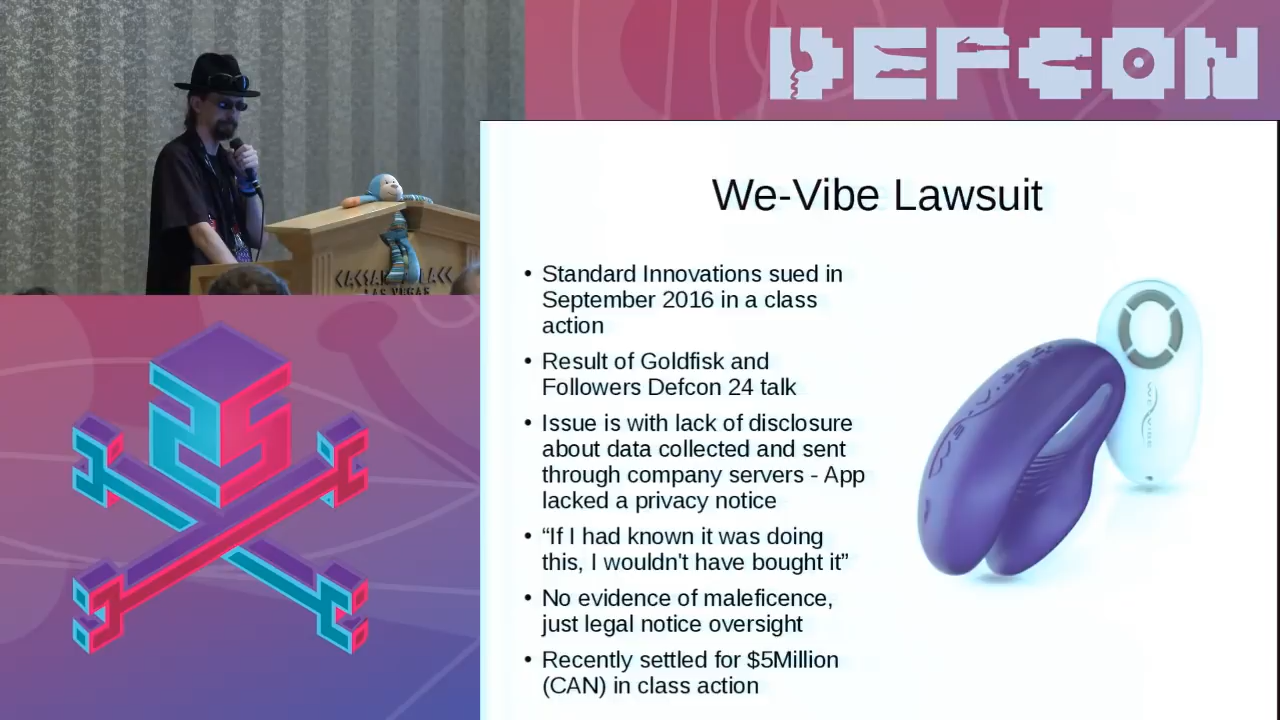 DEFCON
We-Vibe Lawsuit
• Standard Innovations sued in
September 2016 in a class
action
• Result of Goldfisk and
Followers Defcon 24 talk
• Issue is with lack of disclosure
about data collected and sent
through company servers - App
lacked a privacy notice
• “If I had known it was doing
this, I wouldn't have bought it”
• No evidence of maleficence,
just legal notice oversight
• Recently settled for $5Million
(CAN) in class action
LAS VEGAS
25